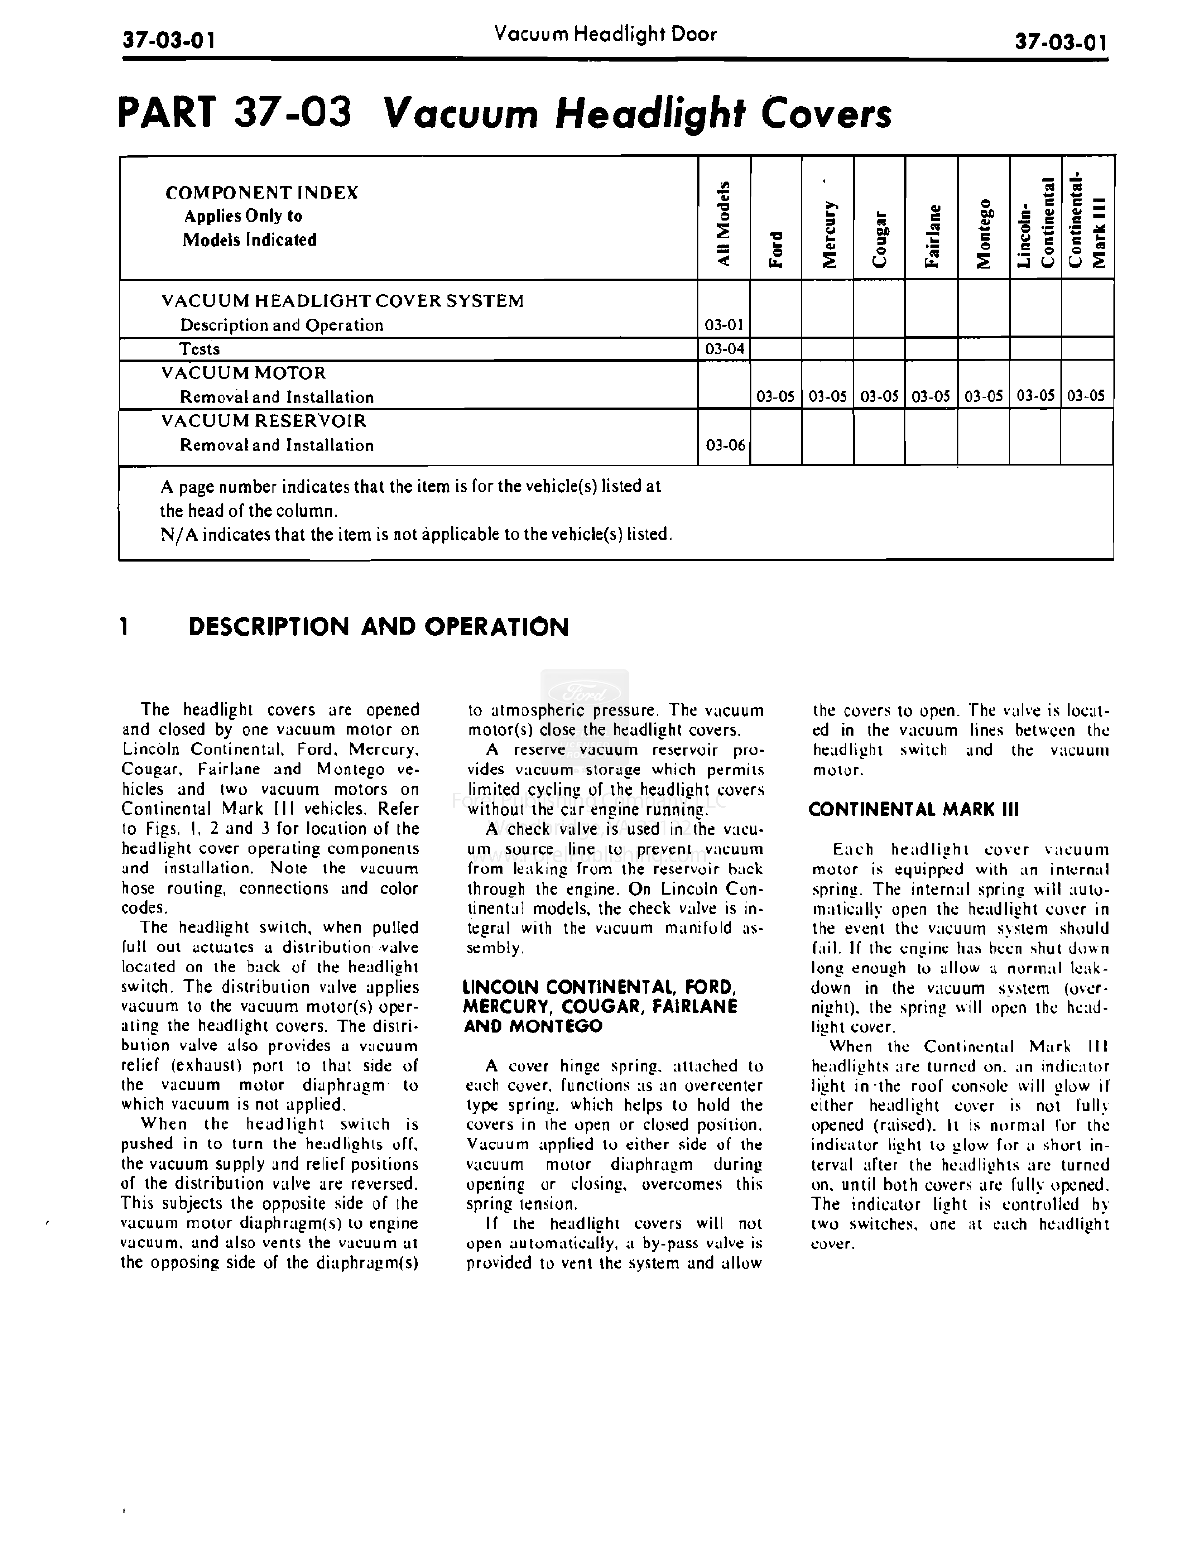 37-03-01
Vacuum Headlight Door
37-03-01
PART 37-03 Vacuum Headlight Covers
COMPONENT INDEX
Applies Only to
Models Indicated
All Models
Ford
Mercury
Cougar
Fairlane
Montego
Lincoln-
Continental
Continental-
Mark III
VACUUM HEADLIGHT COVER SYSTEM
Description and Operation 03-01
Tests 03-04
VACUUM MOTOR
Removal and Installation 03-05 03-05 03-05 03-05 03-05 03-05 03-05
VACUUM RESERVOIR
Removal and Installation 03-06
A page number indicates that the item is for the vehicle(s) listed at
the head of the column.
N/A indicates that the item is not applicable to the vehicle(s) listed.
1 DESCRIPTION AND OPERATION
The headlight covers are opened
and closed by one vacuum motor on
Lincoln Continental, Ford, Mercury,
Cougar, Fairlane and Montego ve-
hicles and two vacuum motors on
Continental Mark III vehicles. Refer
to Figs. 1, 2 and 3 for location of the
headlight cover operating components
and installation. Note the vacuum
hose routing, connections and color
codes.
The headlight switch, when pulled
full out actuates a distribution valve
located on the back of the headlight
switch. The distribution valve applies
vacuum to the vacuum motor(s) oper-
ating the headlight covers. The distri-
bution valve also provides a vacuum
relief (exhaust) port to that side of
the vacuum motor diaphragm to
which vacuum is not applied.
When the headlight switch is
pushed in to turn the headlights off,
the vacuum supply and relief positions
of the distribution valve are reversed.
This subjects the opposite side of the
vacuum motor diaphragm(s) to engine
vacuum, and also vents the vacuum at
the opposing side of the diaphragm(s)
to atmospheric pressure. The vacuum
motor(s) close the headlight covers.
A reserve vacuum reservoir pro-
vides vacuum storage which permits
limited cycling of the headlight covers
without the car engine running.
A check valve is used in the vacu-
um source line to prevent vacuum
from leaking from the reservoir back
through the engine. On Lincoln Con-
tinental models, the check valve is in-
tegral with the vacuum manifold as-
sembly.
LINCOLN CONTINENTAL, FORD,
MERCURY, COUGAR, FAIRLANE
AND MONTEGO
A cover hinge spring, attached to
each cover, functions as an overcenter
type spring, which helps to hold the
covers in the open or closed position.
Vacuum applied to either side of the
vacuum motor diaphragm during
opening or closing, overcomes this
spring tension.
If the headlight covers will not
open automatically, a by-pass valve is
provided to vent the system and allow
the covers to open. The valve is locat-
ed in the vacuum lines between the
headlight switch and the vacuum
motor.
CONTINENTAL MARK III
Each headlight cover vacuum
motor is equipped with an internal
spring. The internal spring will auto-
matically open the headlight cover in
the event the vacuum system should
fail. If the engine has been shut down
long enough to allow a normal leak-
down in the vacuum system (over-
night), the spring will open the head-
light cover.
When the Continental Mark III
headlights are turned on, an indicator
light in the roof console will glow if
either headlight cover is not fully
opened (raised). It is normal for the
indicator light to glow for a short in-
terval after the headlights are turned
on, until both covers are fully opened.
The indicator light is controlled by
two switches, one at each headlight
cover.